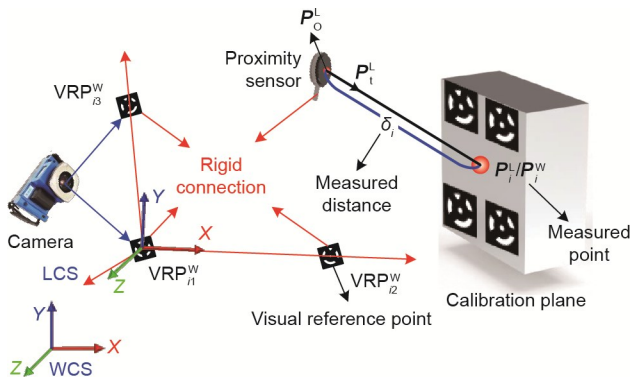 P_O^L
Proximity
sensor
P_t^L
VRP_i3^W
δ_i
Rigid
connection
P_i^L/P_i^W
Measured
distance
Camera
Y
X
Measured
point
LCS
Z
VRP_i1^W
VRP_i2^W
Calibration plane
Y
Visual reference point
X
Z
WCS